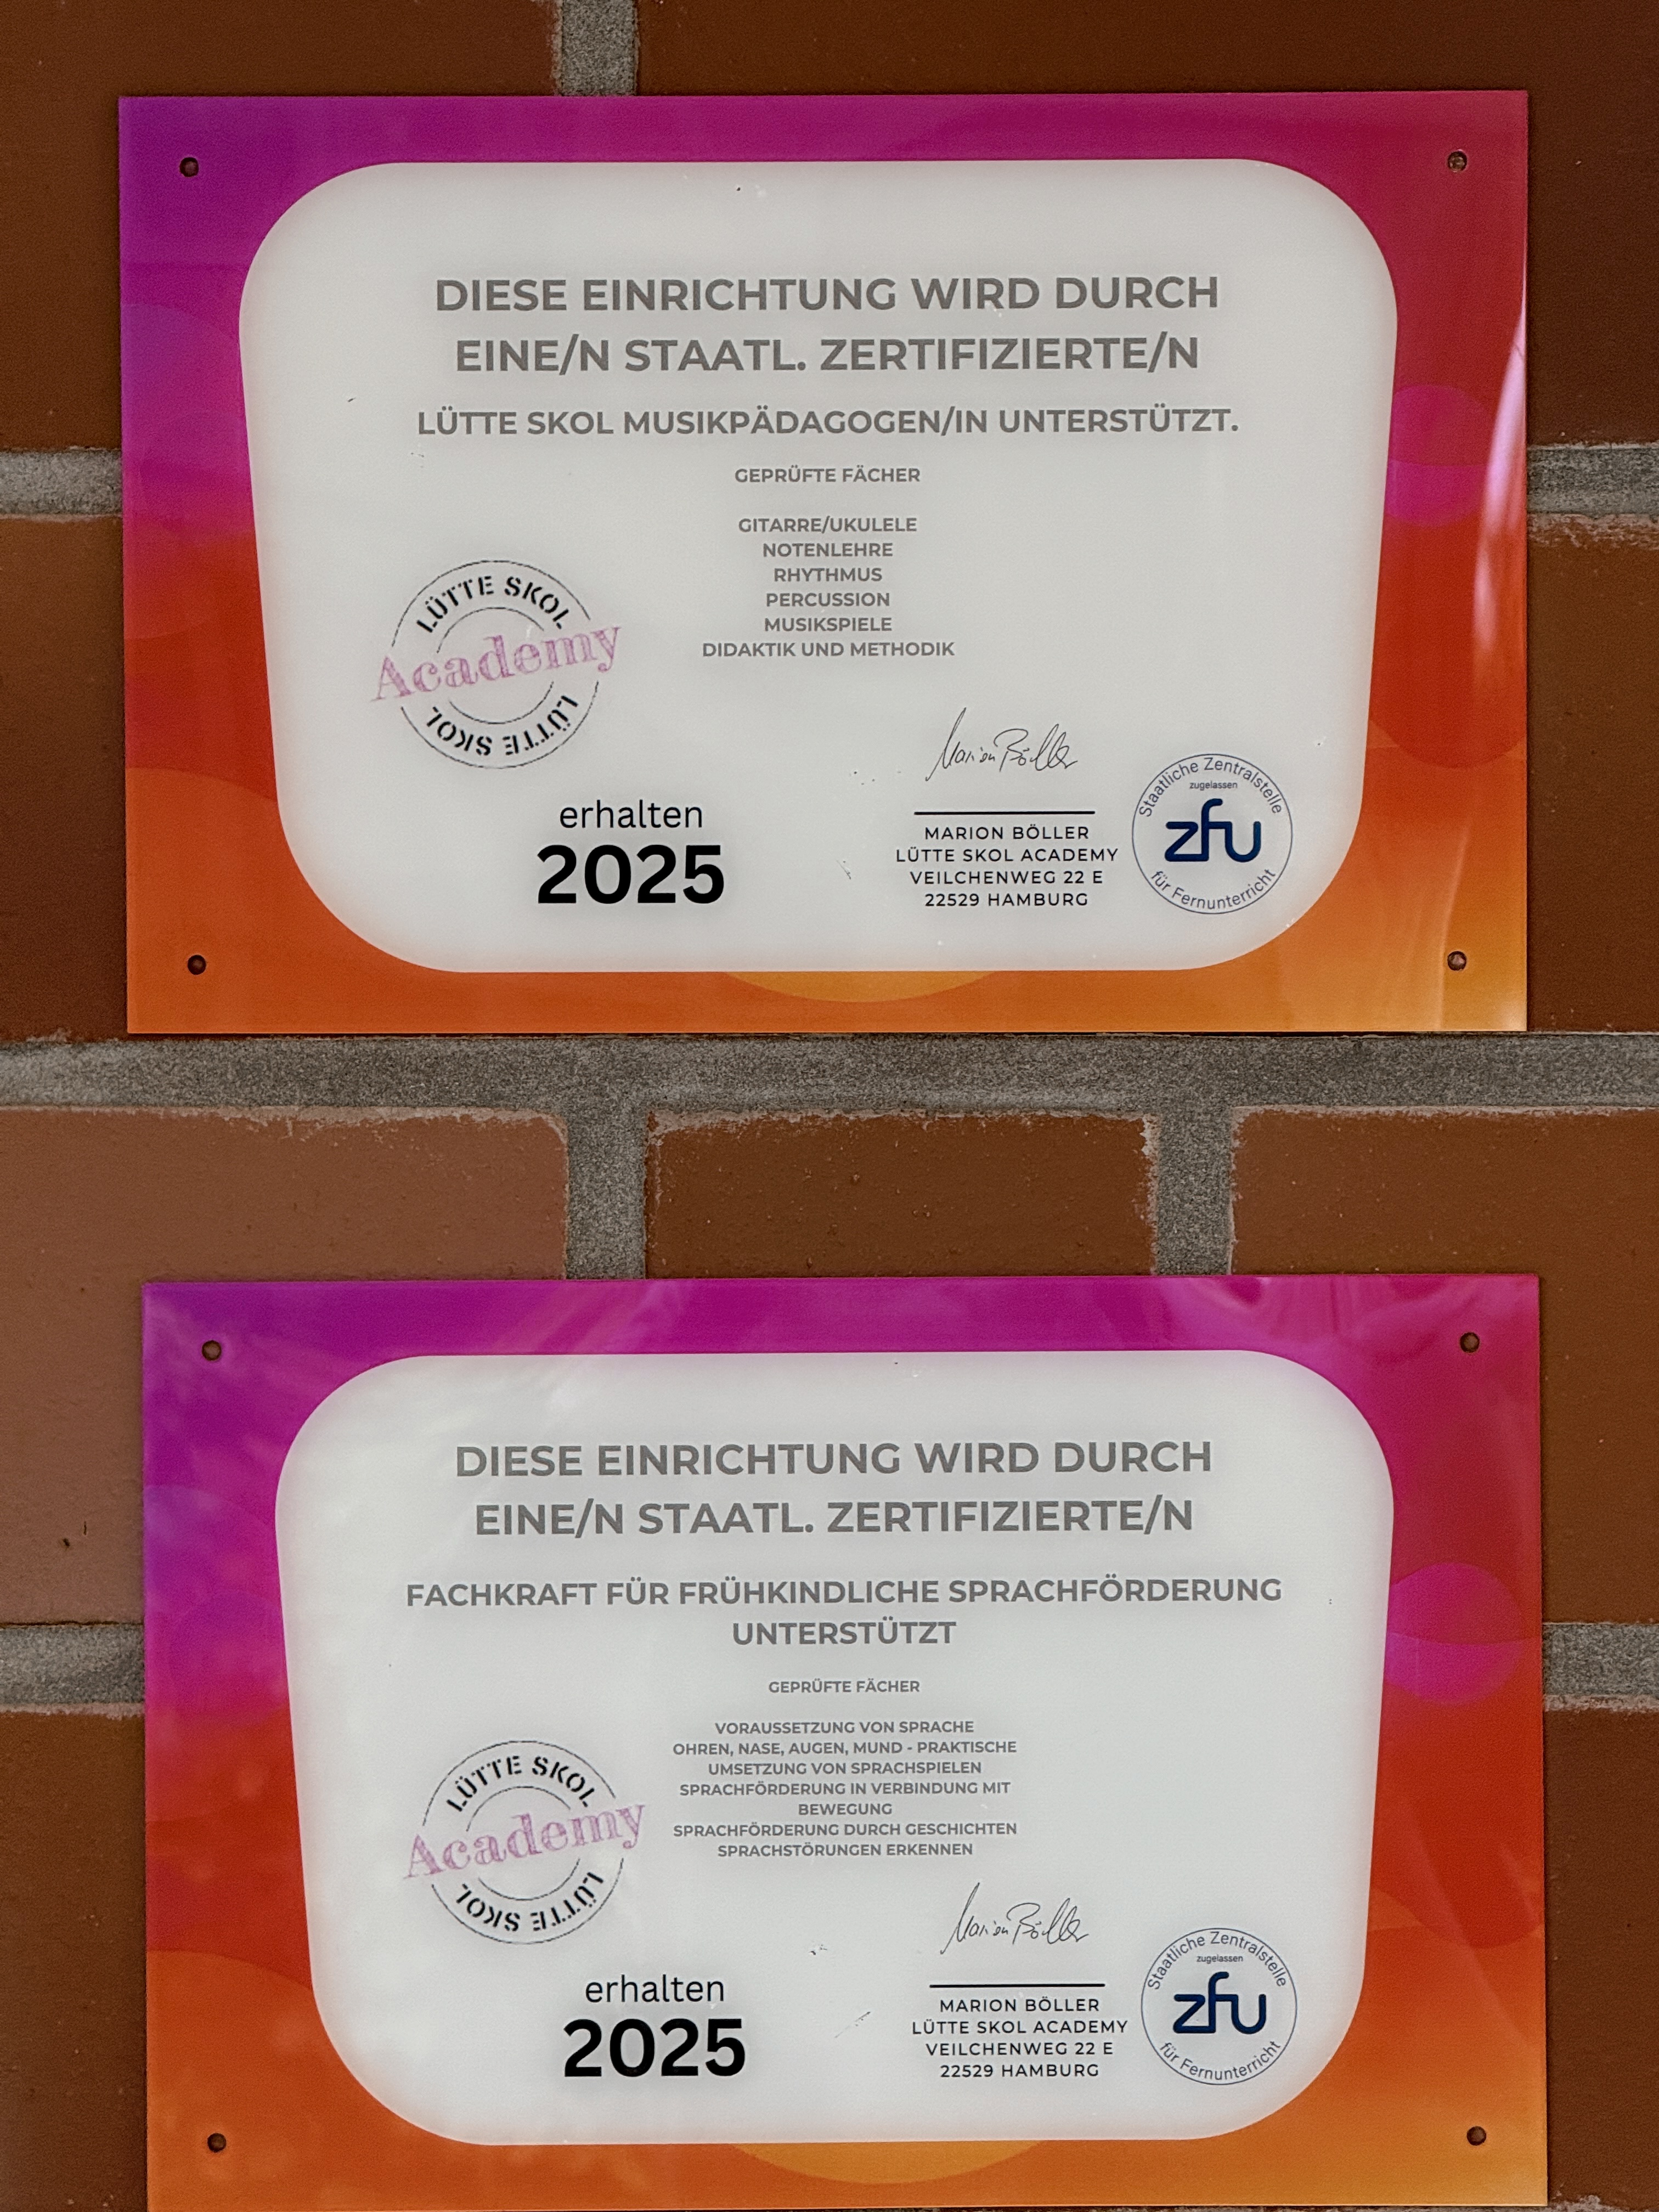 DIESE EINRICHTUNG WIRD DURCH
EINE/N STAATL. ZERTIFIZIERTE/N
LÜTTE SKOL MUSIKPÄDAGOGEN/IN UNTERSTÜTZT.
GEPRÜFTE FÄCHER
GITARRE/UKULELE
NOTENLEHRE
RHYTHMUS
PERCUSSION
MUSIKSPIELE
DIDAKTIK UND METHODIK
LÜTTE SKOL
Academy
LÜTTE SKOL
erhalten
2025
Marion Böller
MARION BÖLLER
LÜTTE SKOL ACADEMY
VEILCHENWEG 22 E
22529 HAMBURG
Staatliche Zentralstelle
zugelassen
zfu
für Fernunterricht
DIESE EINRICHTUNG WIRD DURCH
EINE/N STAATL. ZERTIFIZIERTE/N
FACHKRAFT FÜR FRÜHKINDLICHE SPRACHFÖRDERUNG
UNTERSTÜTZT
GEPRÜFTE FÄCHER
VORAUSSETZUNG VON SPRACHE
OHREN, NASE, AUGEN, MUND - PRAKTISCHE
UMSETZUNG VON SPRACHSPIELEN
SPRACHFÖRDERUNG IN VERBINDUNG MIT
BEWEGUNG
SPRACHFÖRDERUNG DURCH GESCHICHTEN
SPRACHSTÖRUNGEN ERKENNEN
LÜTTE SKOL
Academy
LÜTTE SKOL
erhalten
2025
Marion Böller
MARION BÖLLER
LÜTTE SKOL ACADEMY
VEILCHENWEG 22 E
22529 HAMBURG
Staatliche Zentralstelle
zugelassen
zfu
für Fernunterricht